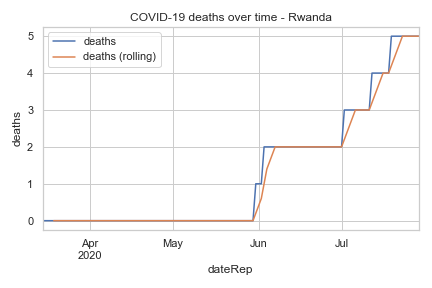 COVID-19 deaths over time - Rwanda
deaths
deaths (rolling)
5
4
3
2
1
0
deaths
Apr
2020
May
Jun
Jul
dateRep